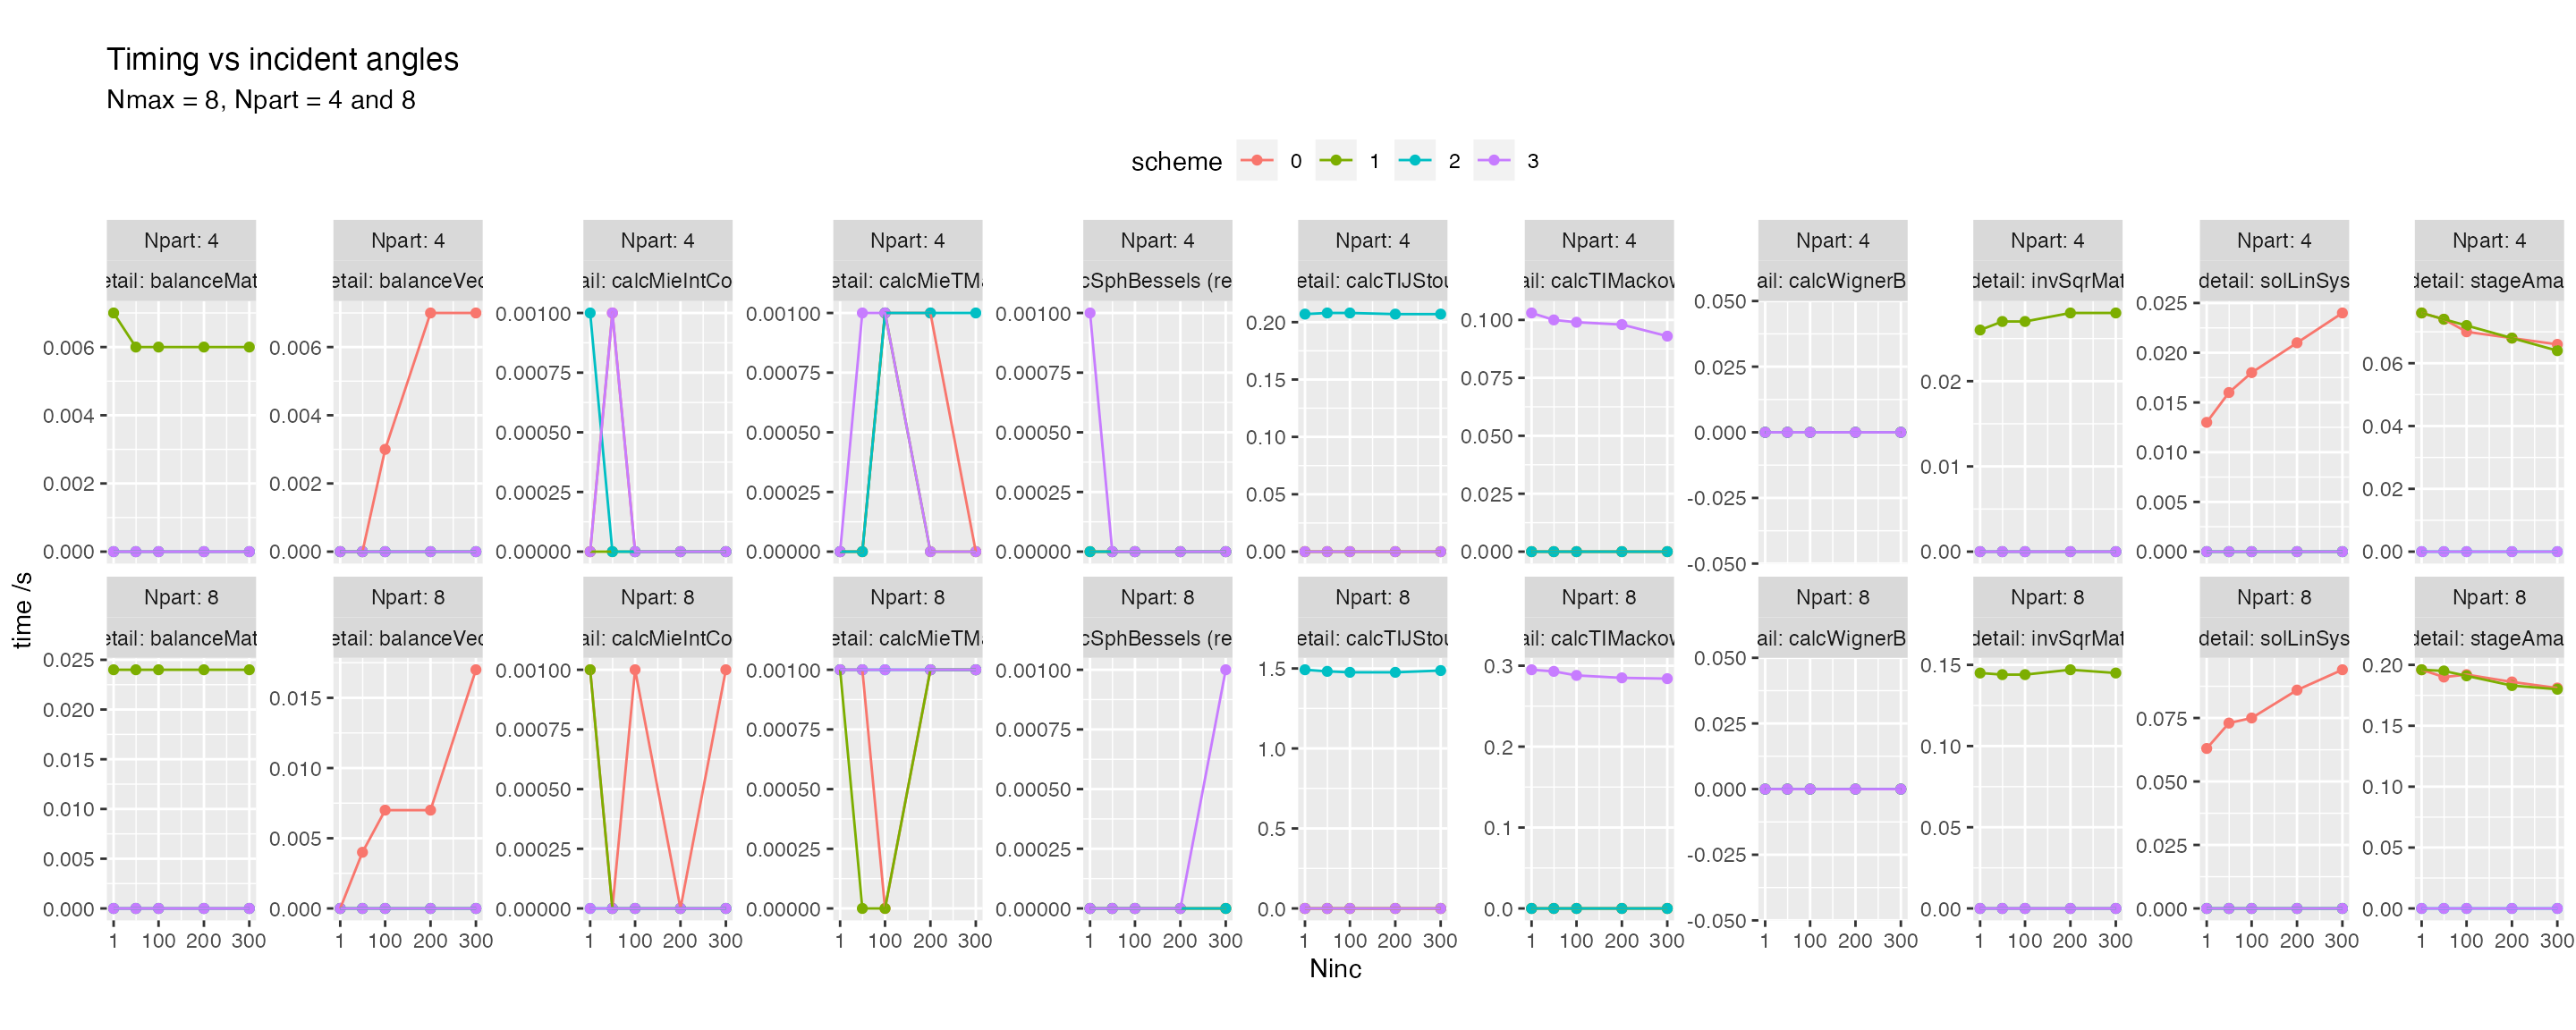 Timing vs incident angles
Nmax = 8, Npart = 4 and 8
scheme 0 1 2 3
Npart: 4 Npart: 4 Npart: 4 Npart: 4 Npart: 4 Npart: 4 Npart: 4 Npart: 4 Npart: 4 Npart: 4 Npart: 4
etail: balanceMat etail: balanceVec ail: calcMieIntCo etail: calcMieTMa cSphBessels (re etail: calcTIJStou ail: calcTIMackow ail: calcWignerB detail: invSqrMat detail: solLinSys detail: stageAma
0.006 0.004 0.002 0.000
0.006 0.004 0.002 0.000
0.00100 0.00075 0.00050 0.00025 0.00000
0.00100 0.00075 0.00050 0.00025 0.00000
0.00100 0.00075 0.00050 0.00025 0.00000
0.20 0.15 0.10 0.05 0.00
0.100 0.075 0.050 0.025 0.000
0.050 0.025 0.000 -0.025 -0.050
0.02 0.01 0.00
0.025 0.020 0.015 0.010 0.005 0.000
0.06 0.04 0.02 0.00
time /s
Npart: 8 Npart: 8 Npart: 8 Npart: 8 Npart: 8 Npart: 8 Npart: 8 Npart: 8 Npart: 8 Npart: 8 Npart: 8
etail: balanceMat etail: balanceVec ail: calcMieIntCo etail: calcMieTMa cSphBessels (re etail: calcTIJStou ail: calcTIMackow ail: calcWignerB detail: invSqrMat detail: solLinSys detail: stageAma
0.025 0.020 0.015 0.010 0.005 0.000
0.015 0.010 0.005 0.000
0.00100 0.00075 0.00050 0.00025 0.00000
0.00100 0.00075 0.00050 0.00025 0.00000
0.00100 0.00075 0.00050 0.00025 0.00000
1.5 1.0 0.5 0.0
0.3 0.2 0.1 0.0
0.050 0.025 0.000 -0.025 -0.050
0.15 0.10 0.05 0.00
0.075 0.050 0.025 0.000
0.20 0.15 0.10 0.05 0.00
1 100 200 300 1 100 200 300 1 100 200 300 1 100 200 300 1 100 200 300 1 100 200 300 1 100 200 300 1 100 200 300 1 100 200 300 1 100 200 300 1 100 200 300
Ninc